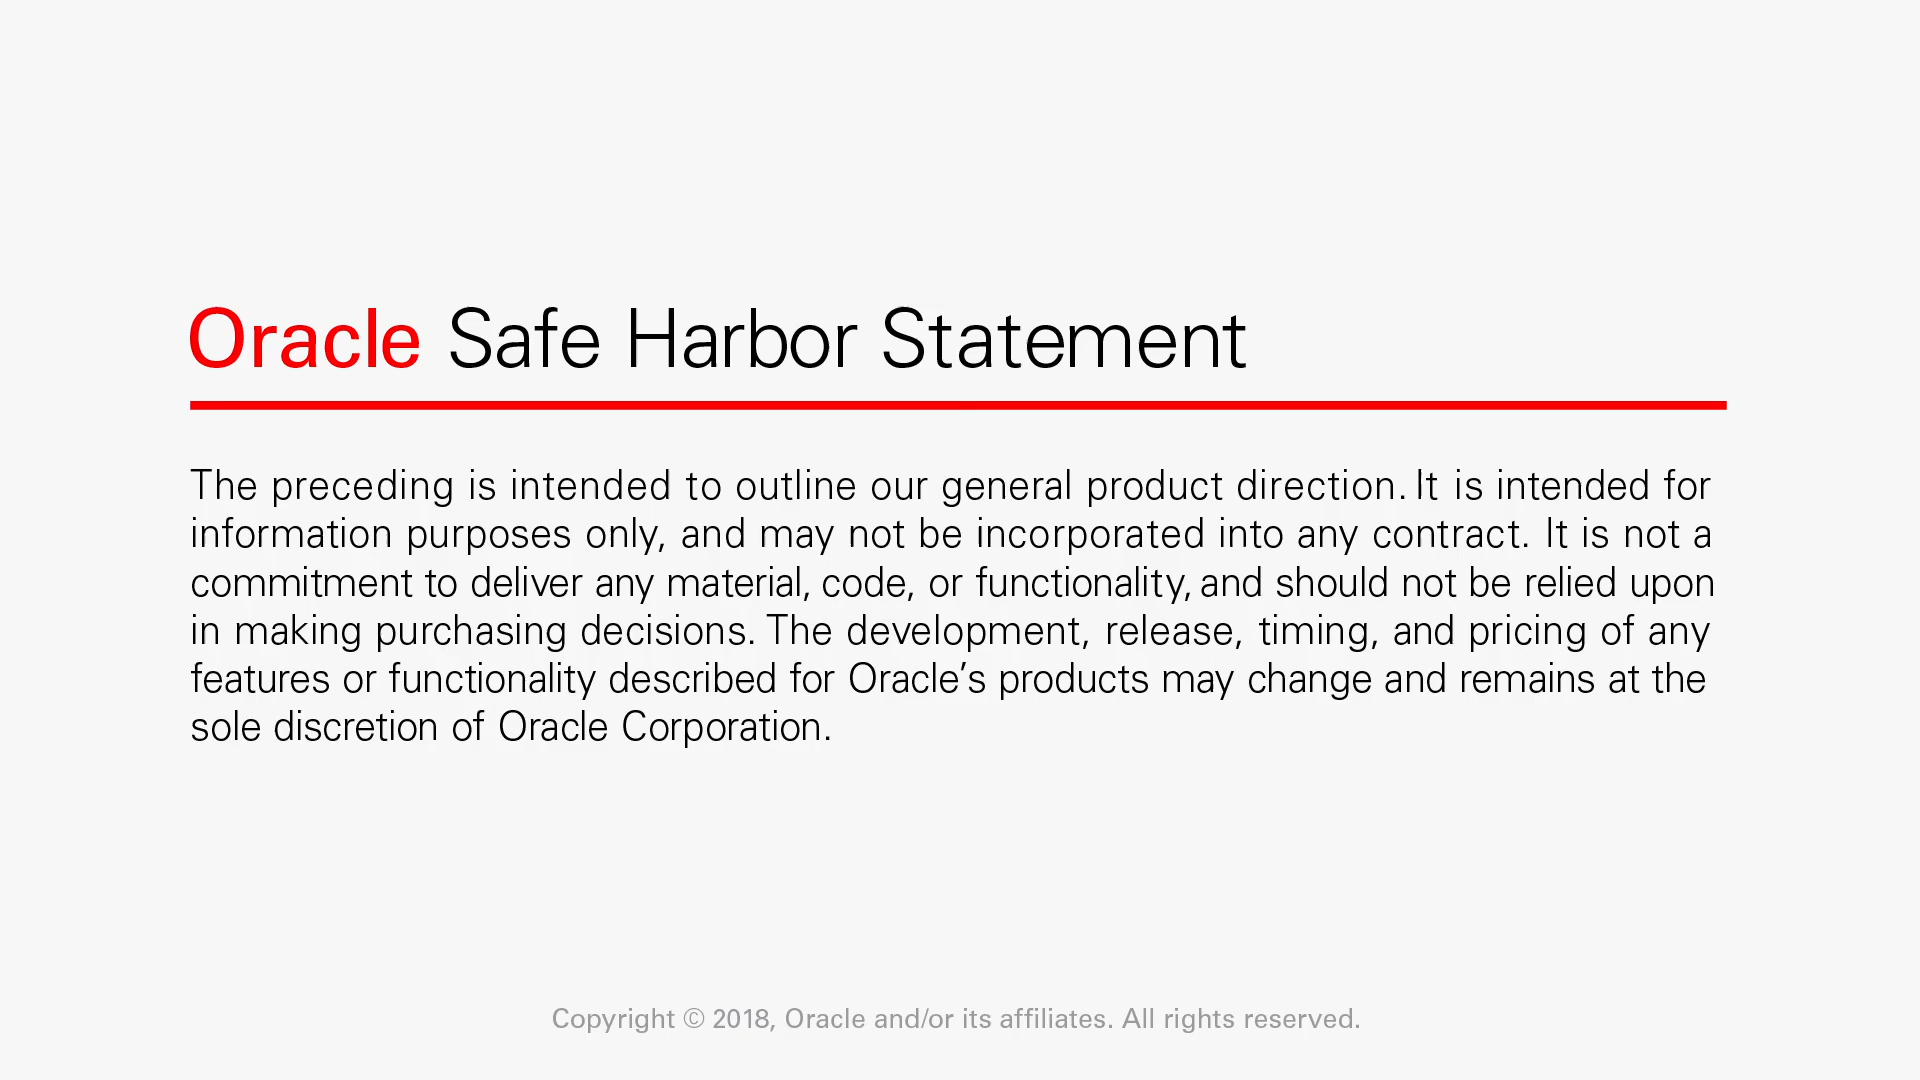 Oracle Safe Harbor Statement
The preceding is intended to outline our general product direction. It is intended for
information purposes only, and may not be incorporated into any contract. It is not a
commitment to deliver any material, code, or functionality, and should not be relied upon
in making purchasing decisions. The development, release, timing, and pricing of any
features or functionality described for Oracle’s products may change and remains at the
sole discretion of Oracle Corporation.
Copyright © 2018, Oracle and/or its affiliates. All rights reserved.